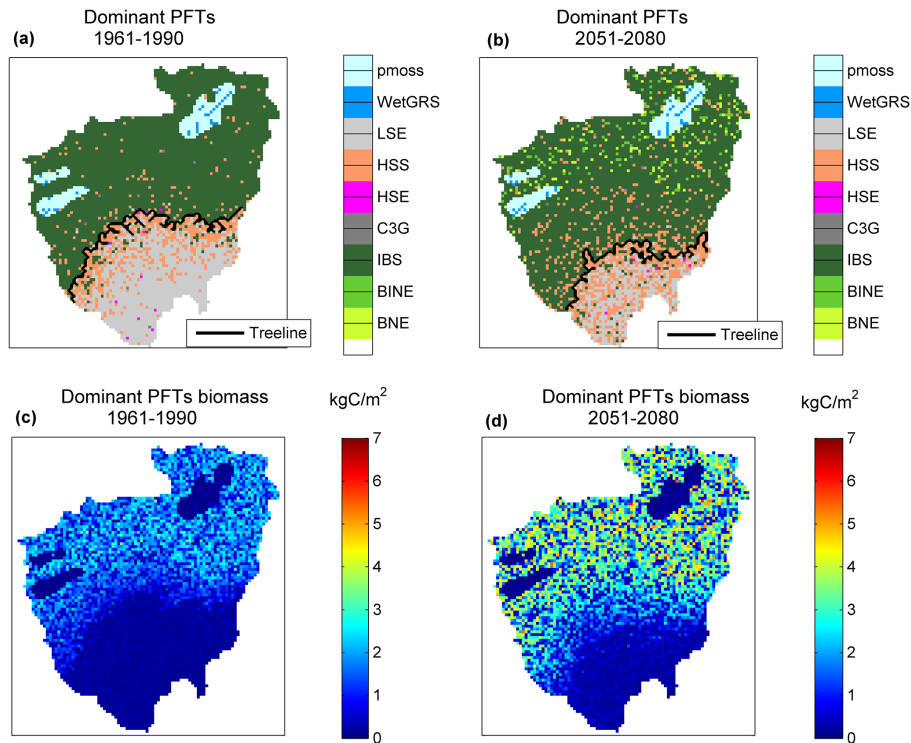 Dominant PFTs
1961-1990
(a)
pmoss
WetGRS
LSE
HSS
HSE
C3G
IBS
BINE
BNE
Treeline
Dominant PFTs
2051-2080
(b)
pmoss
WetGRS
LSE
HSS
HSE
C3G
IBS
BINE
BNE
Treeline
Dominant PFTs biomass
1961-1990
(c)
kgC/m²
7
6
5
4
3
2
1
0
Dominant PFTs biomass
2051-2080
(d)
kgC/m²
7
6
5
4
3
2
1
0